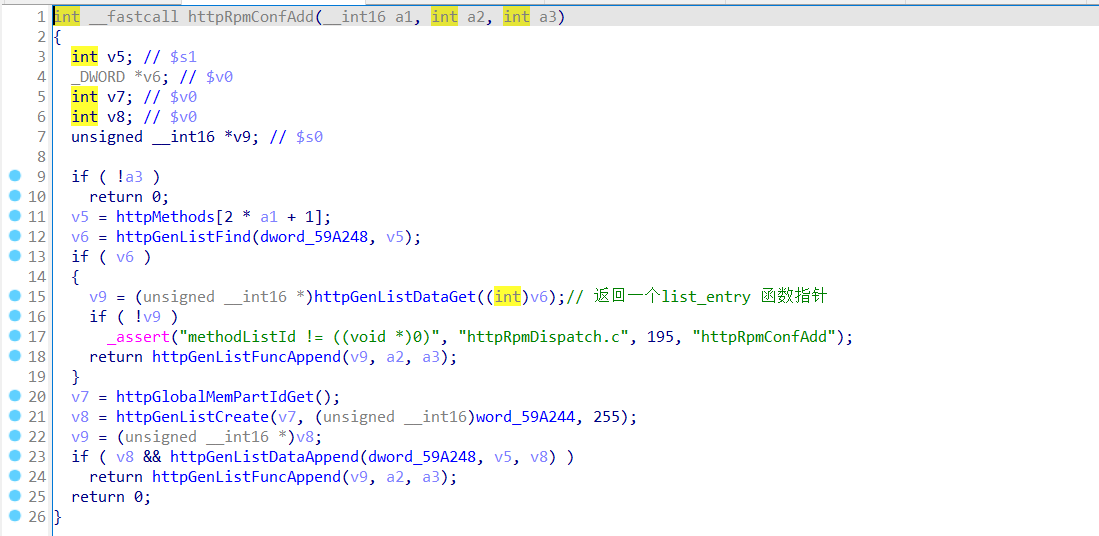 1 int __fastcall httpRpmConfAdd(__int16 a1, int a2, int a3)
2 {
3 int v5; // $s1
4 _DWORD *v6; // $v0
5 int v7; // $v0
6 int v8; // $v0
7 unsigned __int16 *v9; // $s0
8
9 if ( !a3 )
10 return 0;
11 v5 = httpMethods[2 * a1 + 1];
12 v6 = httpGenListFind(dword_59A248, v5);
13 if ( v6 )
14 {
15 v9 = (unsigned __int16 *)httpGenListDataGet((int)v6);// 返回一个list_entry 函数指针
16 if ( !v9 )
17 _assert("methodListId != ((void *)0)", "httpRpmDispatch.c", 195, "httpRpmConfAdd");
18 return httpGenListFuncAppend(v9, a2, a3);
19 }
20 v7 = httpGlobalMemPartIdGet();
21 v8 = httpGenListCreate(v7, (unsigned __int16)word_59A244, 255);
22 v9 = (unsigned __int16 *)v8;
23 if ( v8 && httpGenListDataAppend(dword_59A248, v5, v8) )
24 return httpGenListFuncAppend(v9, a2, a3);
25 return 0;
26 }